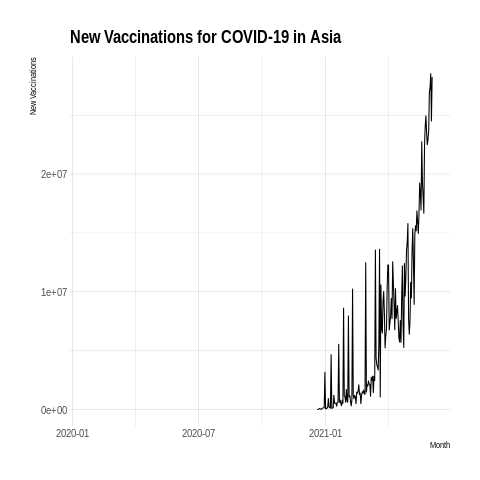 New Vaccinations for COVID-19 in Asia
New Vaccinations
2e+07
1e+07
0e+00
2020-01
2020-07
2021-01
Month